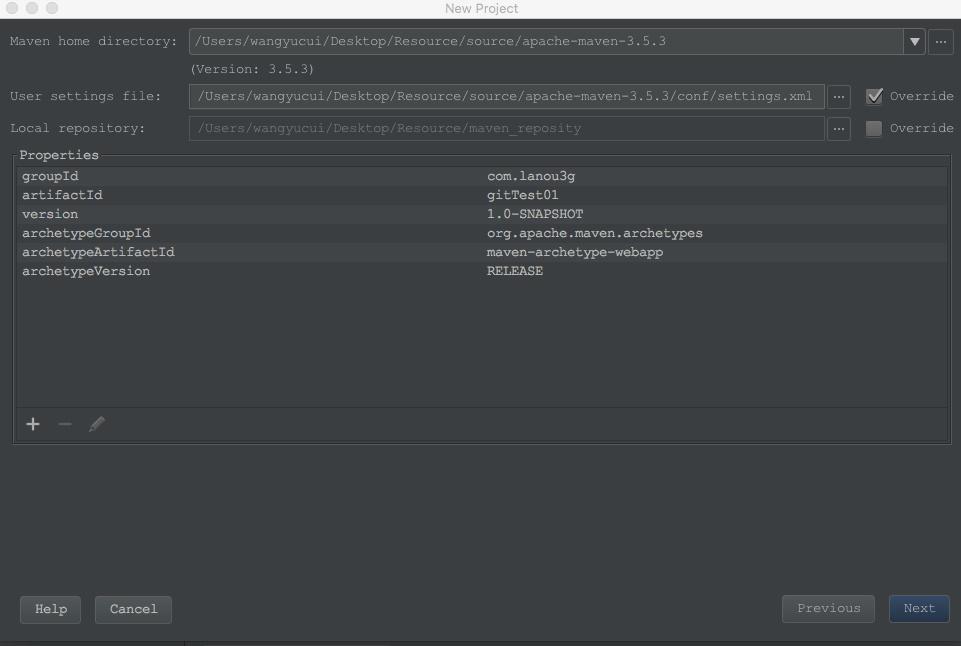 New Project
Maven home directory: /Users/wangyucui/Desktop/Resource/source/apache-maven-3.5.3 ...
(Version: 3.5.3)
User settings file: /Users/wangyucui/Desktop/Resource/source/apache-maven-3.5.3/conf/settings.xml ... Override
Local repository: /Users/wangyucui/Desktop/Resource/maven_reposity ... Override
Properties
groupId com.lanou3g
artifactId gitTest01
version 1.0-SNAPSHOT
archetypeGroupId org.apache.maven.archetypes
archetypeArtifactId maven-archetype-webapp
archetypeVersion RELEASE
Help Cancel Previous Next